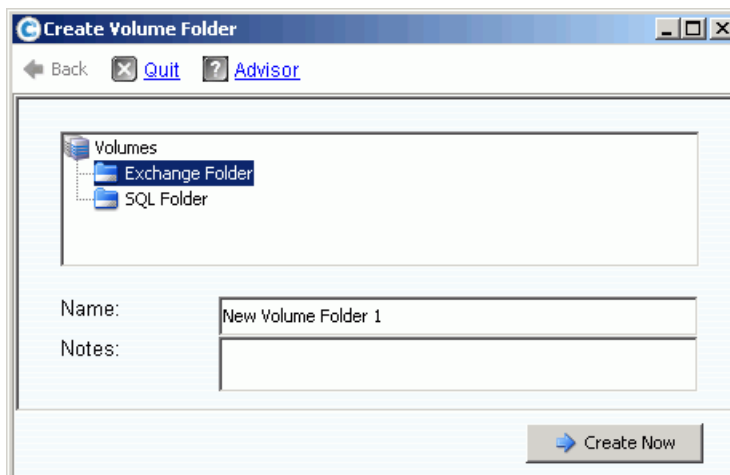 Create Volume Folder
Back Quit ? Advisor
Volumes
Exchange Folder
SQL Folder
Name: New Volume Folder 1
Notes:
Create Now